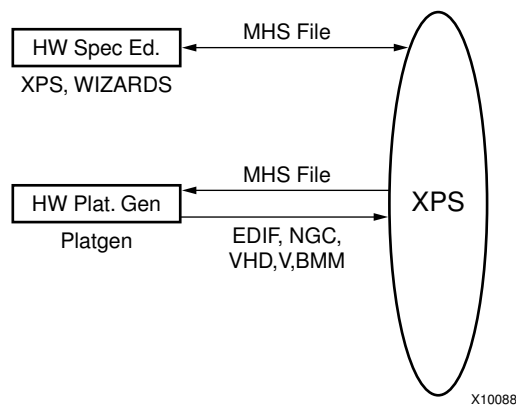 HW Spec Ed.
MHS File
XPS, WIZARDS
MHS File
HW Plat. Gen
XPS
Platgen
EDIF, NGC,
VHD,V,BMM
X10088